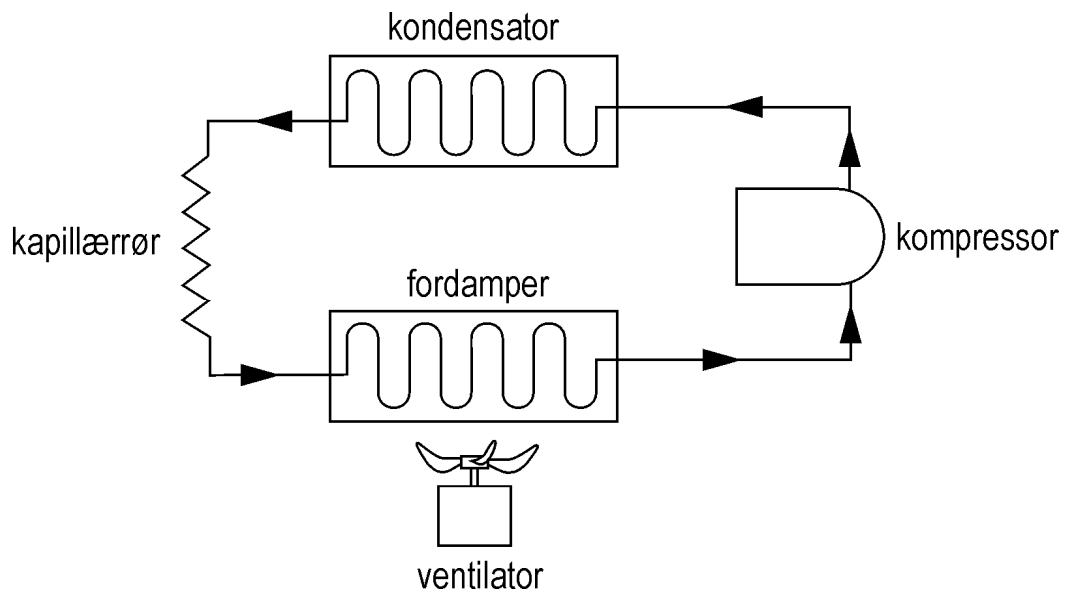 kondensator
kapillærrør
kompressor
fordamper
ventilator